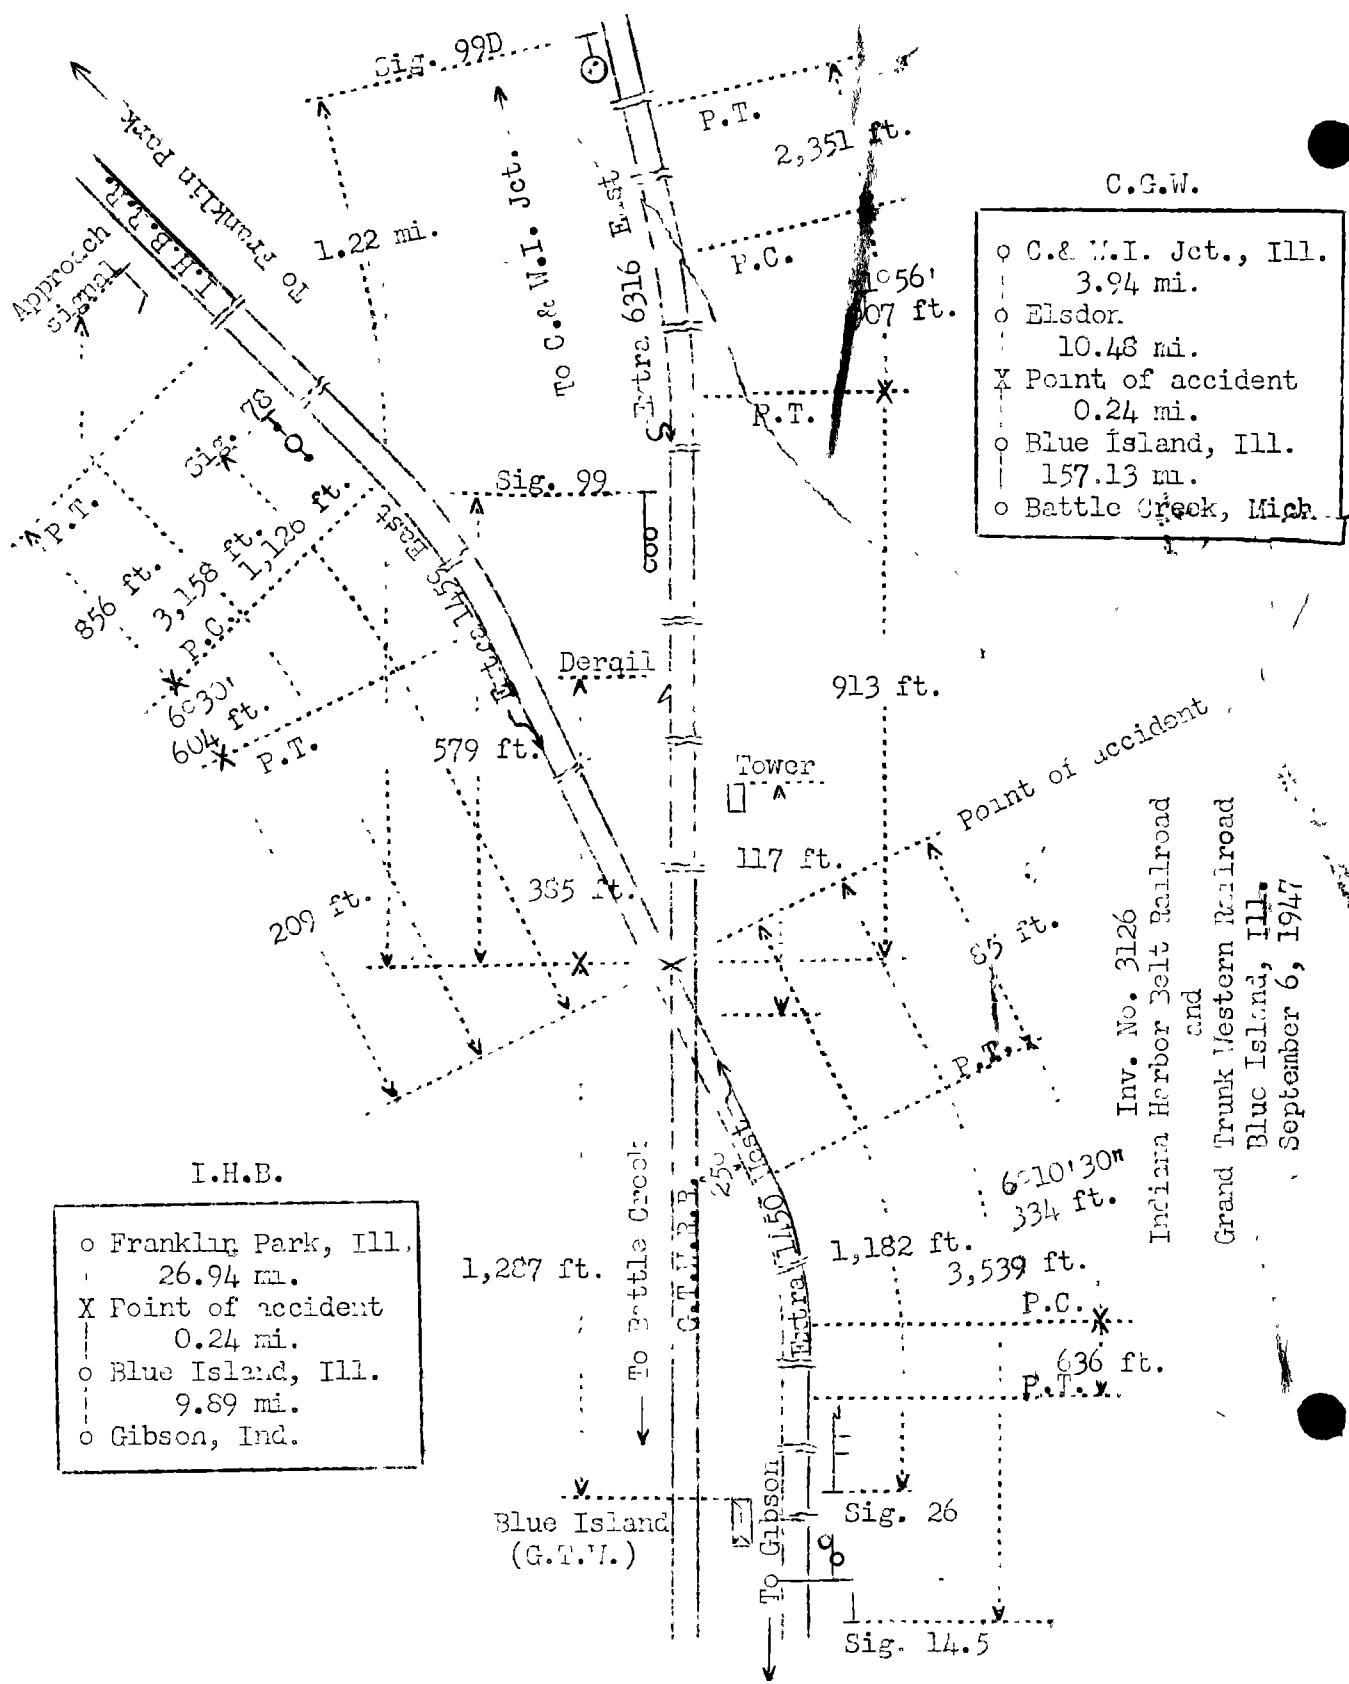 Sig. 99D
P.T.
2,351 ft.
To Franklin Park
I.H.B.R.R.
Approach
signal
1.22 mi.
To C.& W.I. Jct.
Extra 6316 East
P.C.
07 ft.
P.T.
C.G.W.
C.& W.I. Jct., Ill.
3.94 mi.
Elsdon
10.48 mi.
X Point of accident
0.24 mi.
Blue Island, Ill.
157.13 mi.
Battle Creek, Mich
Sig. 78
Sig. 99
P.T.
856 ft.
3,158 ft.
1,126 ft.
P.C.
6°30'
604 ft.
P.T.
East
Derail
579 ft.
913 ft.
Tower
117 ft.
Point of accident
385 ft.
209 ft.
85 ft.
P.T.
Inv. No. 3126
Indiana Harbor Belt Railroad
and
Grand Trunk Western Railroad
Blue Island, Ill.
September 6, 1947
I.H.B.
Franklin Park, Ill.
26.94 mi.
X Point of accident
0.24 mi.
Blue Island, Ill.
9.89 mi.
Gibson, Ind.
To Battle Creek
G.T.W.R.R.
25°
Extra 1450 West
6°10'30"
334 ft.
1,182 ft.
3,539 ft.
1,287 ft.
P.C.
636 ft.
P.T.
Blue Island
(G.T.W.)
To Gibson
Sig. 26
Sig. 14.5